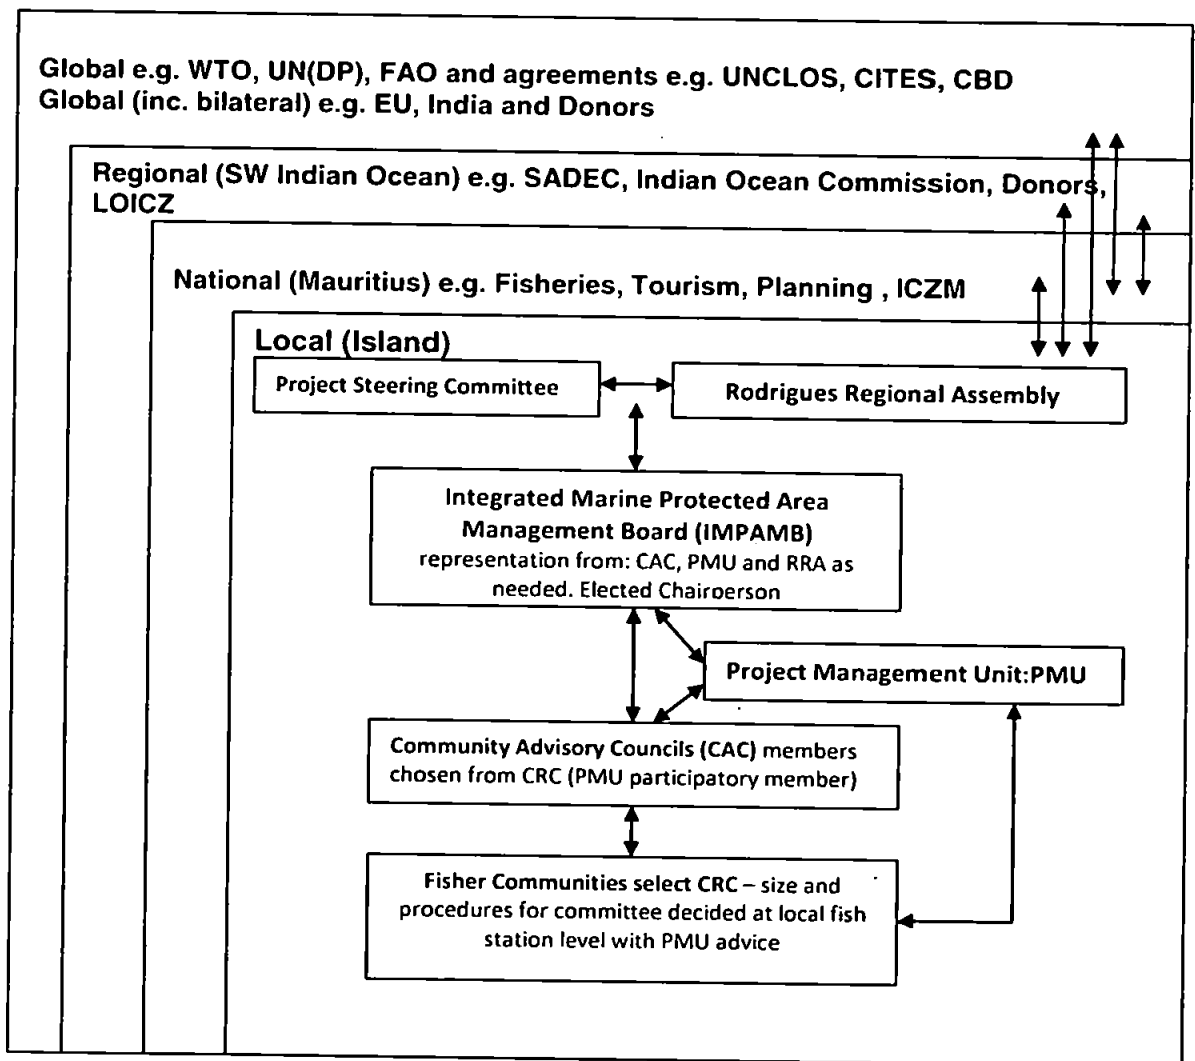 Global e.g. WTO, UN(DP), FAO and agreements e.g. UNCLOS, CITES, CBD
Global (inc. bilateral) e.g. EU, India and Donors
Regional (SW Indian Ocean) e.g. SADEC, Indian Ocean Commission, Donors,
LOICZ
National (Mauritius) e.g. Fisheries, Tourism, Planning , ICZM
Local (Island)
Project Steering Committee
Rodrigues Regional Assembly
Integrated Marine Protected Area
Management Board (IMPAMB)
representation from: CAC, PMU and RRA as
needed. Elected Chairperson
Project Management Unit:PMU
Community Advisory Councils (CAC) members
chosen from CRC (PMU participatory member)
Fisher Communities select CRC – size and
procedures for committee decided at local fish
station level with PMU advice